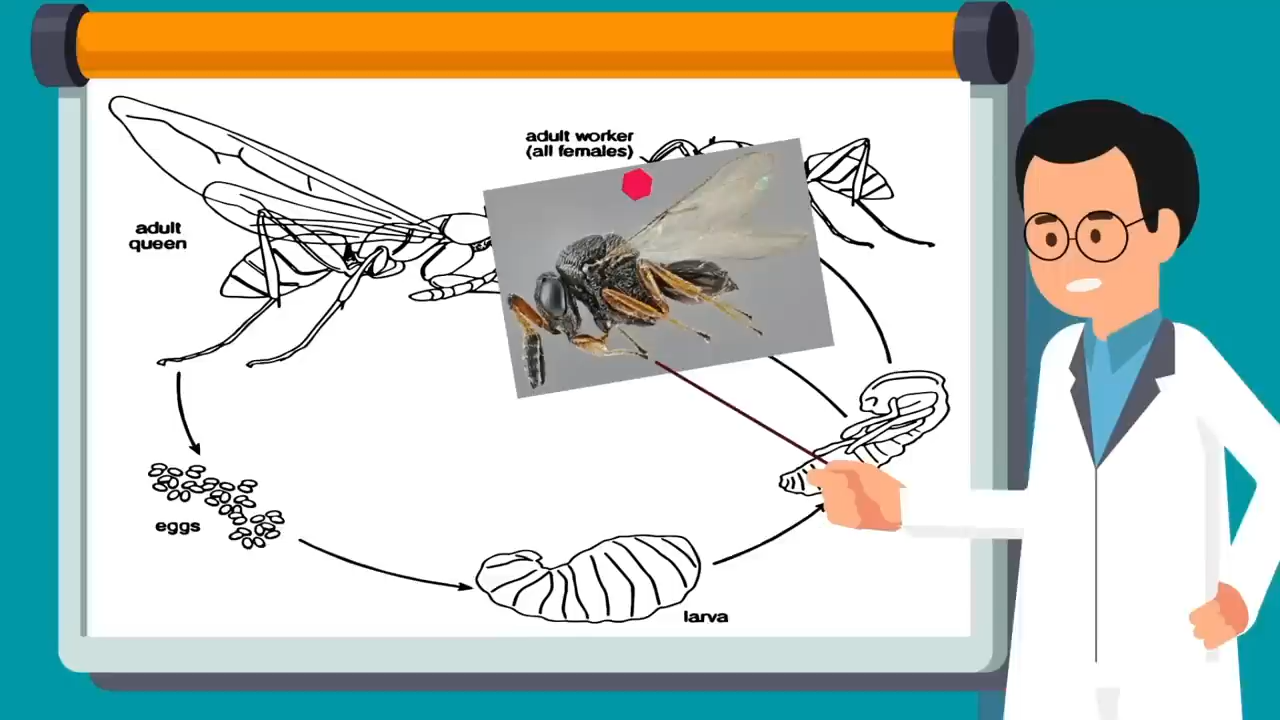 adult worker
(all females)
adult
queen
eggs
larva